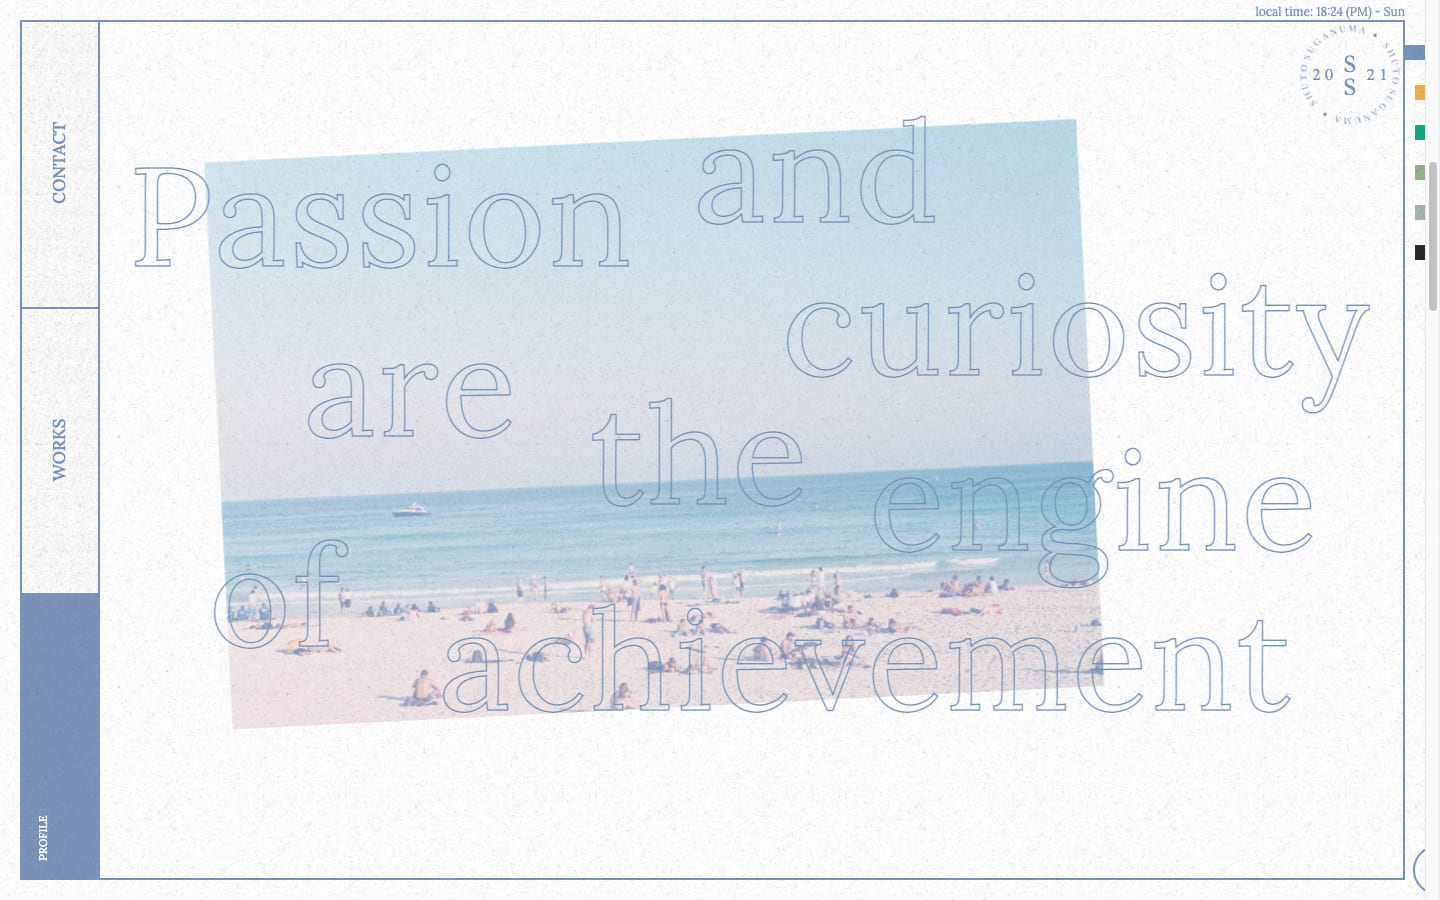 local time: 18:24 (PM) - Sun
SHUTO SUGANUMA • SHUTO SUGANUMA •
20 S S 21
CONTACT
WORKS
PROFILE
Passion and
curiosity
are the
engine
of
achievement